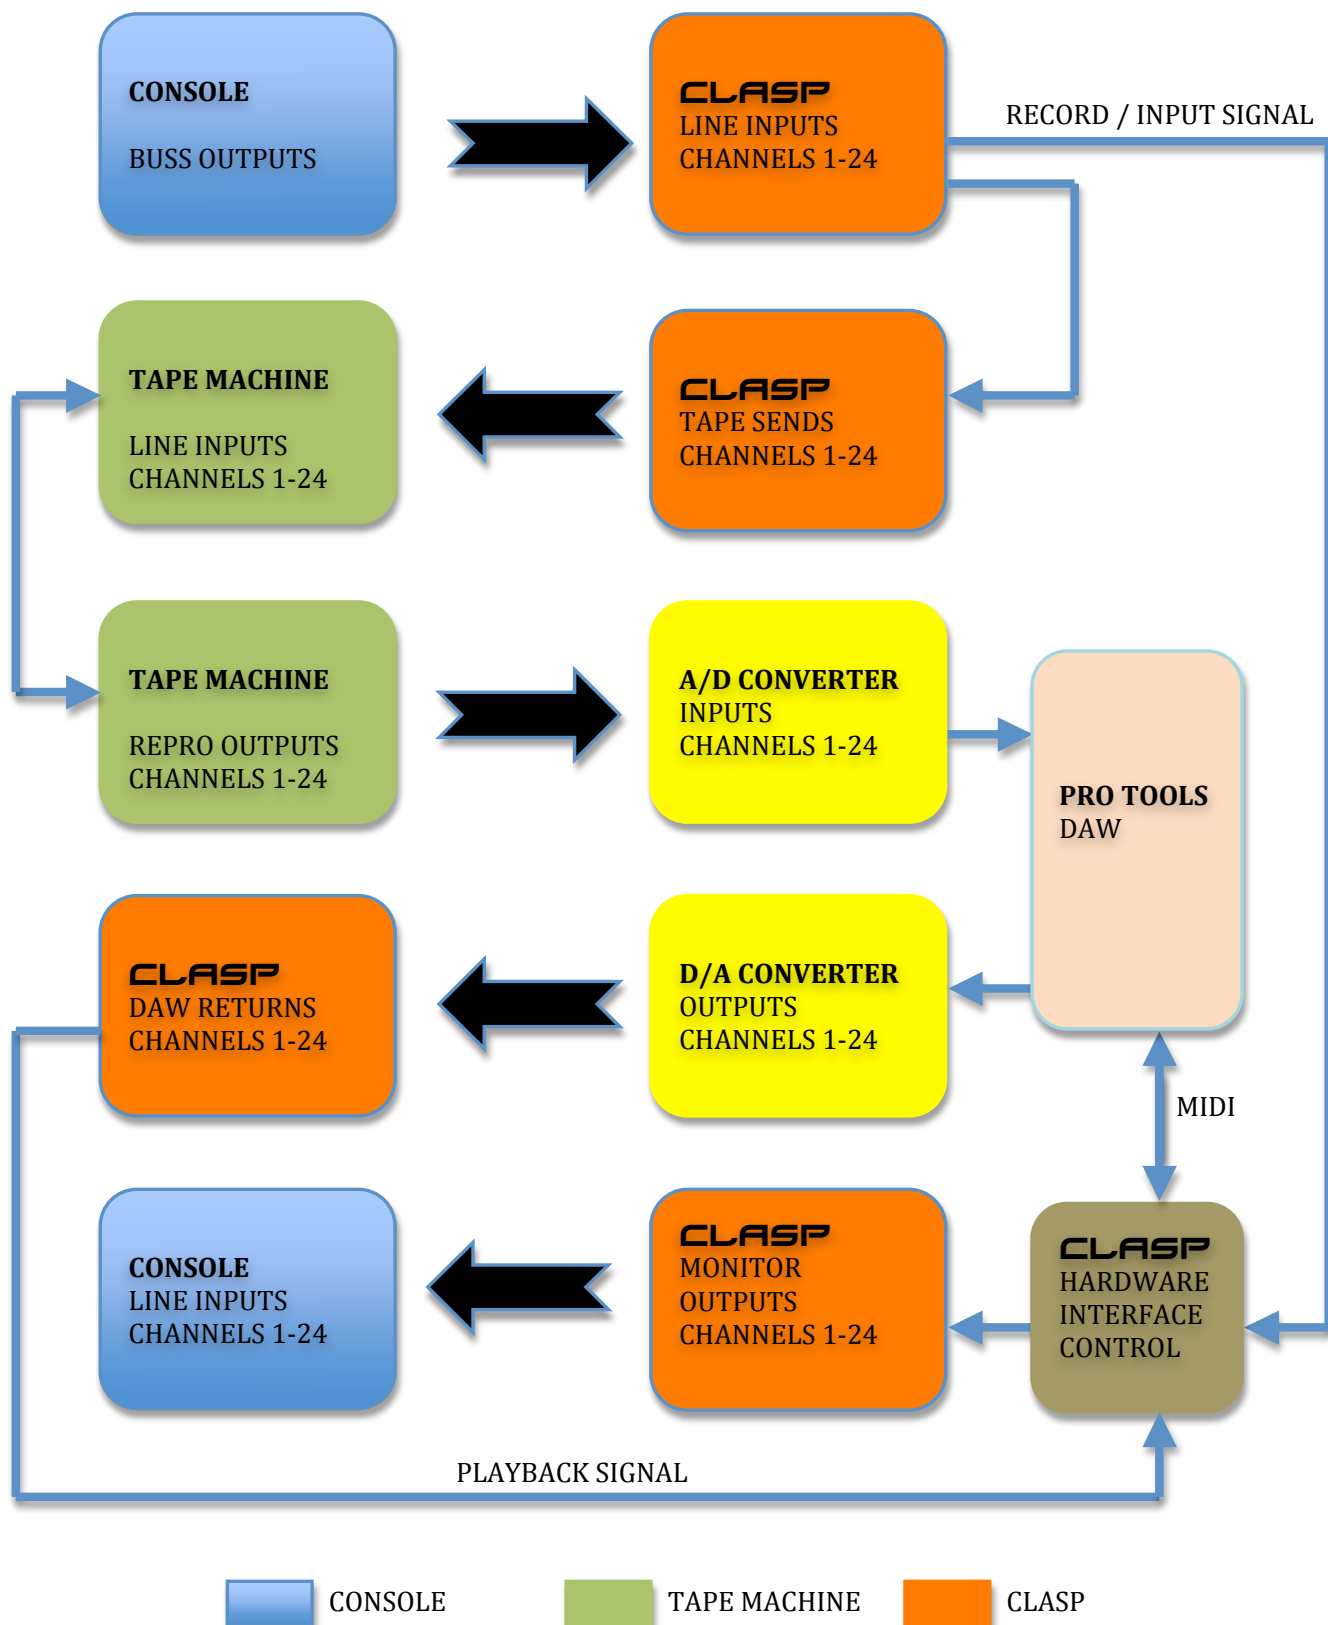 CONSOLE
BUSS OUTPUTS
CLASP
LINE INPUTS
CHANNELS 1-24
RECORD / INPUT SIGNAL
TAPE MACHINE
LINE INPUTS
CHANNELS 1-24
CLASP
TAPE SENDS
CHANNELS 1-24
TAPE MACHINE
REPRO OUTPUTS
CHANNELS 1-24
A/D CONVERTER
INPUTS
CHANNELS 1-24
PRO TOOLS
DAW
CLASP
DAW RETURNS
CHANNELS 1-24
D/A CONVERTER
OUTPUTS
CHANNELS 1-24
MIDI
CONSOLE
LINE INPUTS
CHANNELS 1-24
CLASP
MONITOR
OUTPUTS
CHANNELS 1-24
CLASP
HARDWARE
INTERFACE
CONTROL
PLAYBACK SIGNAL
CONSOLE
TAPE MACHINE
CLASP